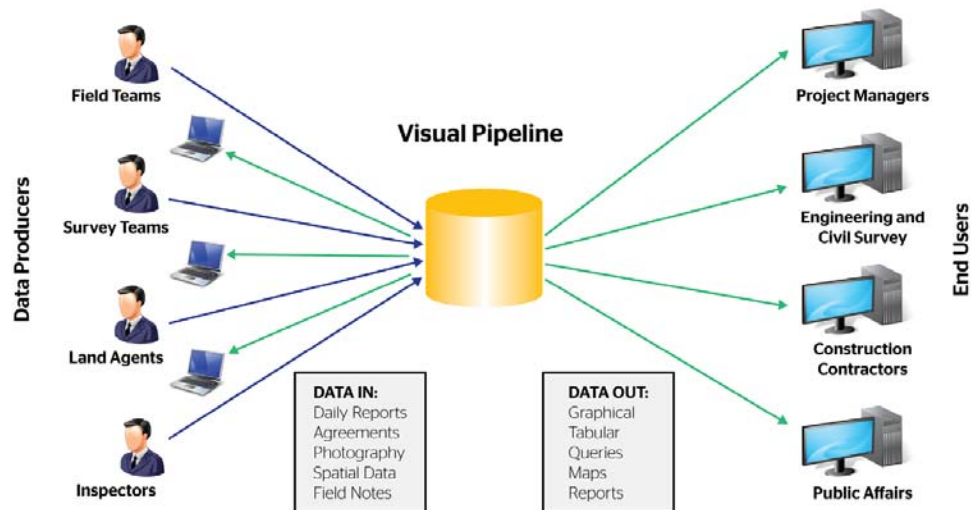 Visual Pipeline
Data Producers
Field Teams
Survey Teams
Land Agents
Inspectors
DATA IN:
Daily Reports
Agreements
Photography
Spatial Data
Field Notes
DATA OUT:
Graphical
Tabular
Queries
Maps
Reports
Project Managers
Engineering and
Civil Survey
Construction
Contractors
Public Affairs
End Users